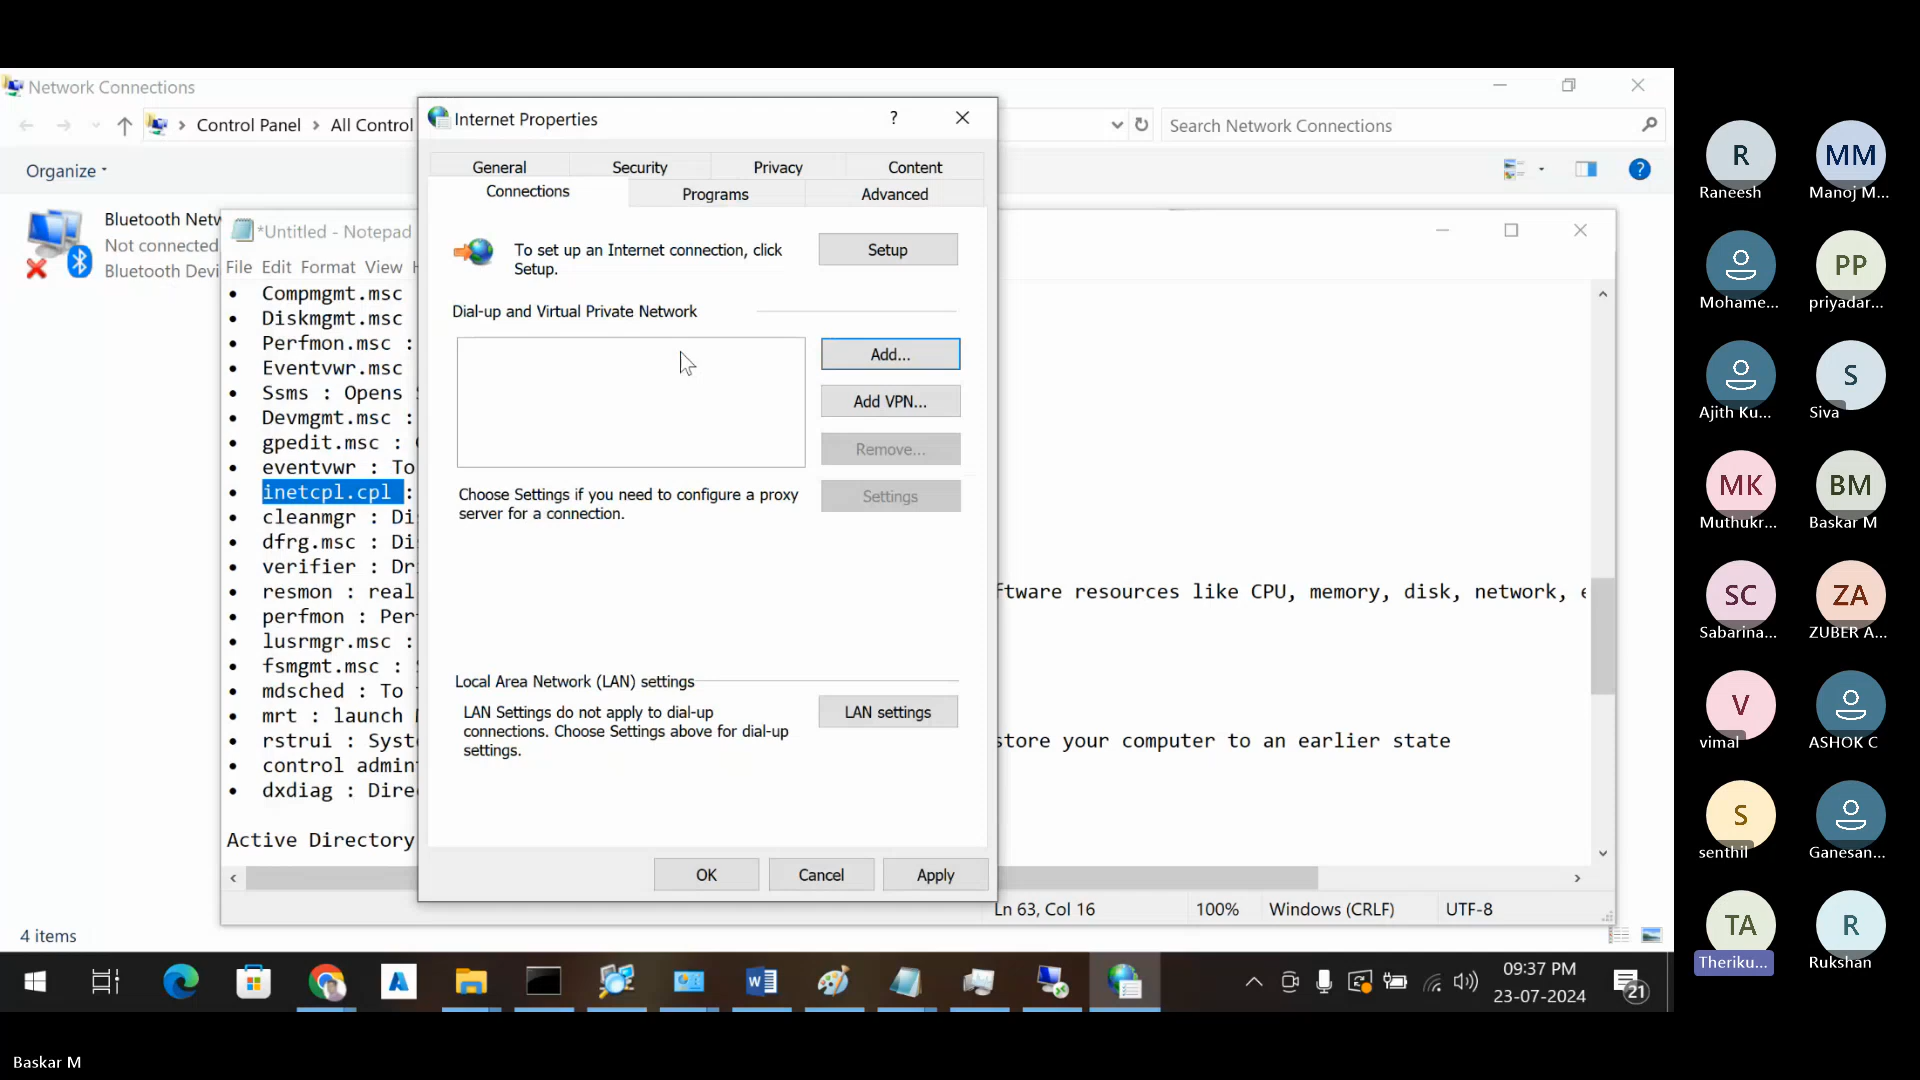 Network Connections
Control Panel > All Control
Search Network Connections
Organize
Bluetooth Netw
Not connected
Bluetooth Devi
*Untitled - Notepad
File Edit Format View H
• Compmgmt.msc
• Diskmgmt.msc
• Perfmon.msc :
• Eventvwr.msc
• Ssms : Opens
• Devmgmt.msc :
• gpedit.msc :
• eventvwr : To
• inetcpl.cpl :
• cleanmgr : Di
• dfrg.msc : Di
• verifier : Dr
• resmon : real
ftware resources like CPU, memory, disk, network, e
• perfmon : Per
• lusrmgr.msc :
• fsmgmt.msc :
• mdsched : To
• mrt : launch
• rstrui : Syst
store your computer to an earlier state
• control admin
• dxdiag : Dire
Active Directory
Ln 63, Col 16
100%
Windows (CRLF)
UTF-8
4 items
Internet Properties
?
General
Security
Privacy
Content
Connections
Programs
Advanced
To set up an Internet connection, click
Setup.
Setup
Dial-up and Virtual Private Network
Add...
Add VPN...
Remove...
Choose Settings if you need to configure a proxy
server for a connection.
Settings
Local Area Network (LAN) settings
LAN Settings do not apply to dial-up
connections. Choose Settings above for dial-up
settings.
LAN settings
OK
Cancel
Apply
09:37 PM
23-07-2024
21
R
Raneesh
MM
Manoj M...
Mohame...
PP
priyadar...
Ajith Ku...
S
Siva
MK
Muthukr...
BM
Baskar M
SC
Sabarina...
ZA
ZUBER A...
V
vimal
ASHOK C
S
senthil
Ganesan...
TA
Theriku...
R
Rukshan
Baskar M